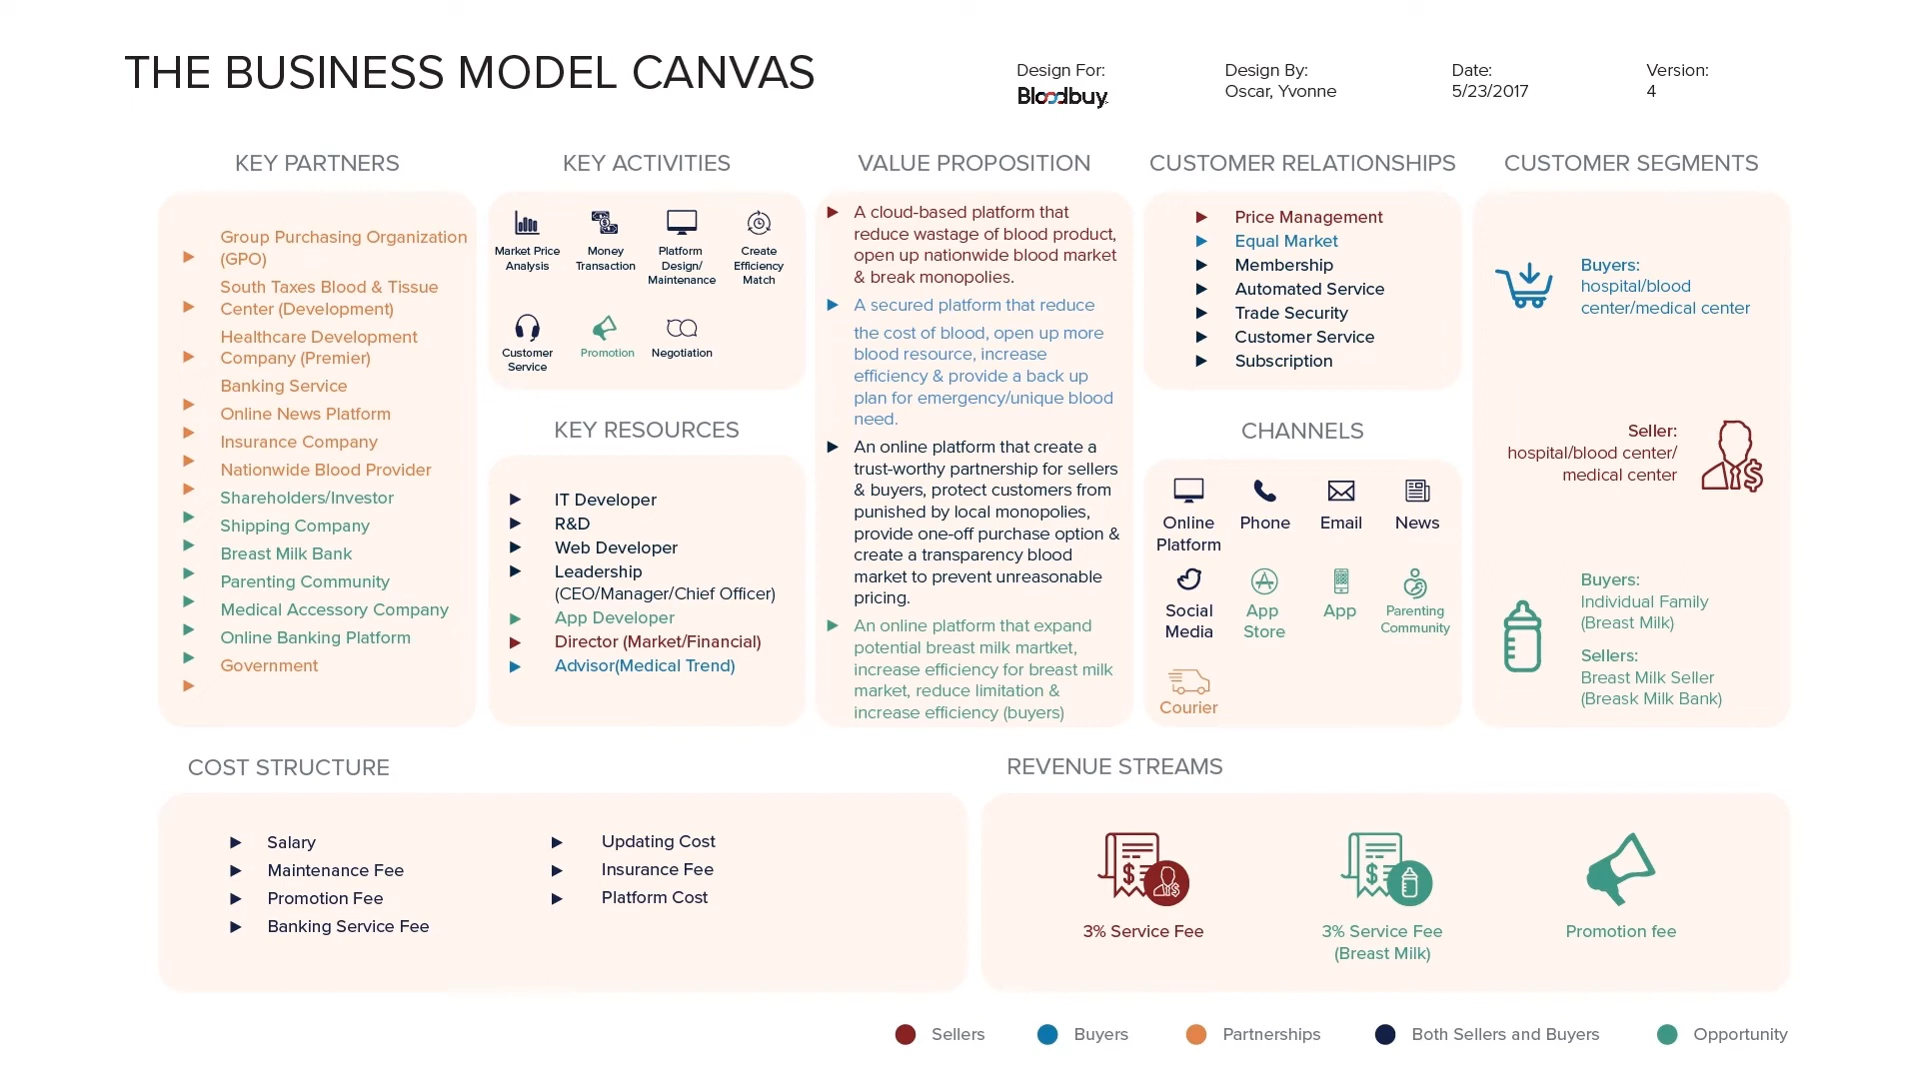 THE BUSINESS MODEL CANVAS
Design For:
Bloodbuy
Design By:
Oscar, Yvonne
Date:
5/23/2017
Version:
4
KEY PARTNERS
Group Purchasing Organization
(GPO)
South Taxes Blood & Tissue
Center (Development)
Healthcare Development
Company (Premier)
Banking Service
Online News Platform
Insurance Company
Nationwide Blood Provider
Shareholders/Investor
Shipping Company
Breast Milk Bank
Parenting Community
Medical Accessory Company
Online Banking Platform
Government
KEY ACTIVITIES
Market Price
Analysis
Money
Transaction
Platform
Design/
Maintenance
Create
Efficiency
Match
Customer
Service
Promotion
Negotiation
KEY RESOURCES
IT Developer
R&D
Web Developer
Leadership
(CEO/Manager/Chief Officer)
App Developer
Director (Market/Financial)
Advisor(Medical Trend)
VALUE PROPOSITION
A cloud-based platform that
reduce wastage of blood product,
open up nationwide blood market
& break monopolies.
A secured platform that reduce
the cost of blood, open up more
blood resource, increase
efficiency & provide a back up
plan for emergency/unique blood
need.
An online platform that create a
trust-worthy partnership for sellers
& buyers, protect customers from
punished by local monopolies,
provide one-off purchase option &
create a transparency blood
market to prevent unreasonable
pricing.
An online platform that expand
potential breast milk martket,
increase efficiency for breast milk
market, reduce limitation &
increase efficiency (buyers)
CUSTOMER RELATIONSHIPS
Price Management
Equal Market
Membership
Automated Service
Trade Security
Customer Service
Subscription
CHANNELS
Online
Platform
Phone
Email
News
Social
Media
App
Store
App
Parenting
Community
Courier
CUSTOMER SEGMENTS
Buyers:
hospital/blood
center/medical center
Seller:
hospital/blood center/
medical center
Buyers:
Individual Family
(Breast Milk)
Sellers:
Breast Milk Seller
(Breask Milk Bank)
COST STRUCTURE
Salary
Maintenance Fee
Promotion Fee
Banking Service Fee
Updating Cost
Insurance Fee
Platform Cost
REVENUE STREAMS
3% Service Fee
3% Service Fee
(Breast Milk)
Promotion fee
Sellers
Buyers
Partnerships
Both Sellers and Buyers
Opportunity